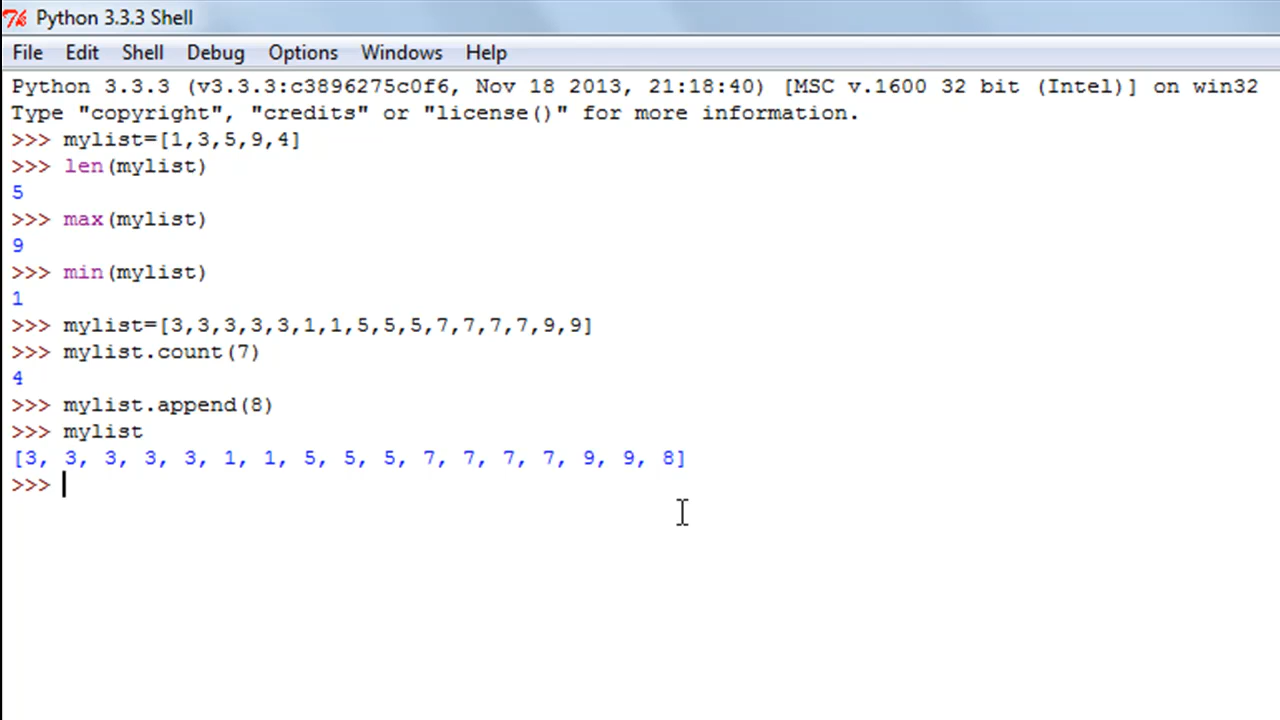 Python 3.3.3 Shell
File Edit Shell Debug Options Windows Help
Python 3.3.3 (v3.3.3:c3896275c0f6, Nov 18 2013, 21:18:40) [MSC v.1600 32 bit (Intel)] on win32
Type "copyright", "credits" or "license()" for more information.
>>> mylist=[1,3,5,9,4]
>>> len(mylist)
5
>>> max(mylist)
9
>>> min(mylist)
1
>>> mylist=[3,3,3,3,3,1,1,5,5,5,7,7,7,7,9,9]
>>> mylist.count(7)
4
>>> mylist.append(8)
>>> mylist
[3, 3, 3, 3, 3, 1, 1, 5, 5, 5, 7, 7, 7, 7, 9, 9, 8]
>>>